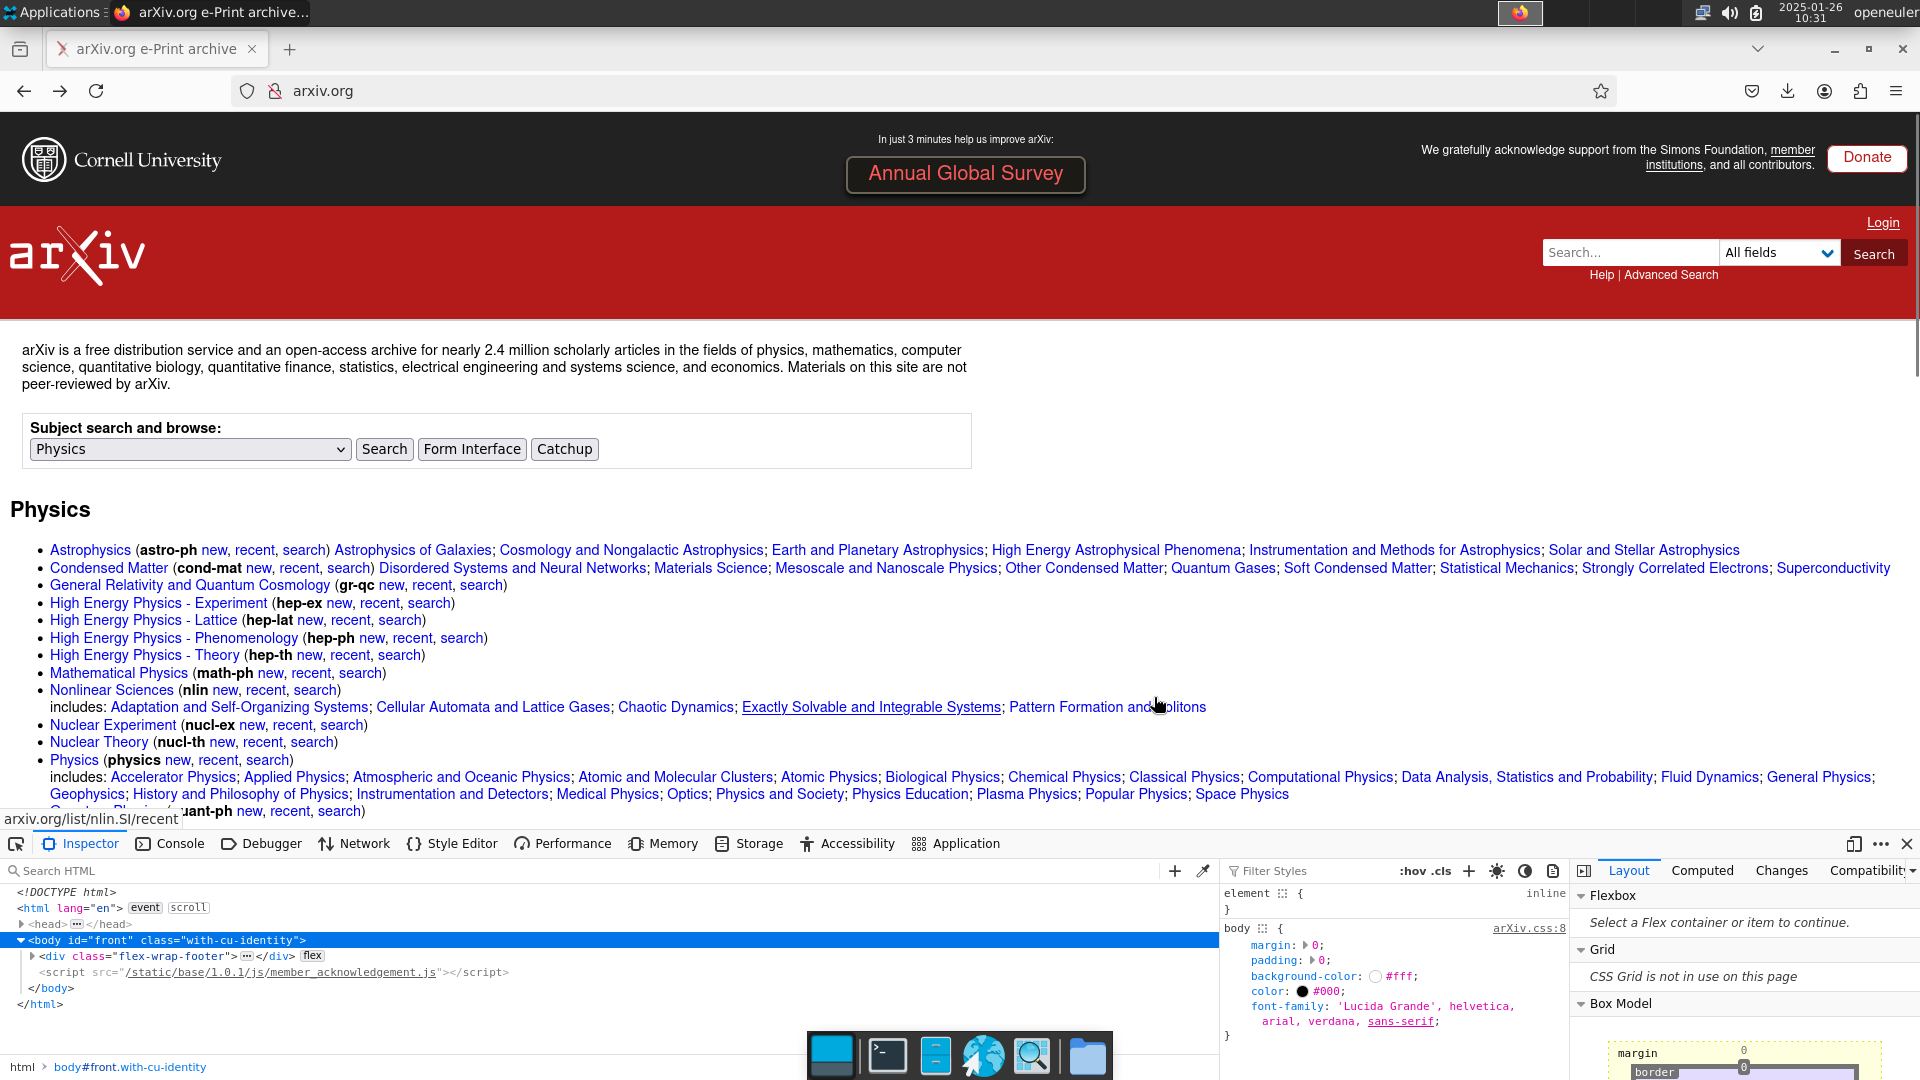 Applications
arXiv.org e-Print archive...
2025-01-26
10:31
openeuler
arXiv.org e-Print archive
arxiv.org
Cornell University
In just 3 minutes help us improve arXiv:
Annual Global Survey
We gratefully acknowledge support from the Simons Foundation, member
institutions, and all contributors.
Donate
arXiv
Login
Search...
All fields
Search
Help | Advanced Search
arXiv is a free distribution service and an open-access archive for nearly 2.4 million scholarly articles in the fields of physics, mathematics, computer
science, quantitative biology, quantitative finance, statistics, electrical engineering and systems science, and economics. Materials on this site are not
peer-reviewed by arXiv.
Subject search and browse:
Physics
Search
Form Interface
Catchup
Physics
Astrophysics (astro-ph new, recent, search) Astrophysics of Galaxies; Cosmology and Nongalactic Astrophysics; Earth and Planetary Astrophysics; High Energy Astrophysical Phenomena; Instrumentation and Methods for Astrophysics; Solar and Stellar Astrophysics
Condensed Matter (cond-mat new, recent, search) Disordered Systems and Neural Networks; Materials Science; Mesoscale and Nanoscale Physics; Other Condensed Matter; Quantum Gases; Soft Condensed Matter; Statistical Mechanics; Strongly Correlated Electrons; Superconductivity
General Relativity and Quantum Cosmology (gr-qc new, recent, search)
High Energy Physics - Experiment (hep-ex new, recent, search)
High Energy Physics - Lattice (hep-lat new, recent, search)
High Energy Physics - Phenomenology (hep-ph new, recent, search)
High Energy Physics - Theory (hep-th new, recent, search)
Mathematical Physics (math-ph new, recent, search)
Nonlinear Sciences (nlin new, recent, search)
includes: Adaptation and Self-Organizing Systems; Cellular Automata and Lattice Gases; Chaotic Dynamics; Exactly Solvable and Integrable Systems; Pattern Formation and Solitons
Nuclear Experiment (nucl-ex new, recent, search)
Nuclear Theory (nucl-th new, recent, search)
Physics (physics new, recent, search)
includes: Accelerator Physics; Applied Physics; Atmospheric and Oceanic Physics; Atomic and Molecular Clusters; Atomic Physics; Biological Physics; Chemical Physics; Classical Physics; Computational Physics; Data Analysis, Statistics and Probability; Fluid Dynamics; General Physics;
Geophysics; History and Philosophy of Physics; Instrumentation and Detectors; Medical Physics; Optics; Physics and Society; Physics Education; Plasma Physics; Popular Physics; Space Physics
uant-ph new, recent, search)
arxiv.org/list/nlin.SI/recent
Inspector
Console
Debugger
Network
Style Editor
Performance
Memory
Storage
Accessibility
Application
Search HTML
Filter Styles
:hov .cls
Layout
Computed
Changes
Compatibility
<!DOCTYPE html>
<html lang="en"> event scroll
<head> ··· </head>
<body id="front" class="with-cu-identity">
<div class="flex-wrap-footer"> ··· </div> flex
<script src="/static/base/1.0.1/js/member_acknowledgement.js"></script>
</body>
</html>
element { inline
}
body { arXiv.css:8
margin: 0;
padding: 0;
background-color: #fff;
color: #000;
font-family: 'Lucida Grande', helvetica,
arial, verdana, sans-serif;
}
Flexbox
Select a Flex container or item to continue.
Grid
CSS Grid is not in use on this page
Box Model
margin
0
border
0
html
body#front.with-cu-identity